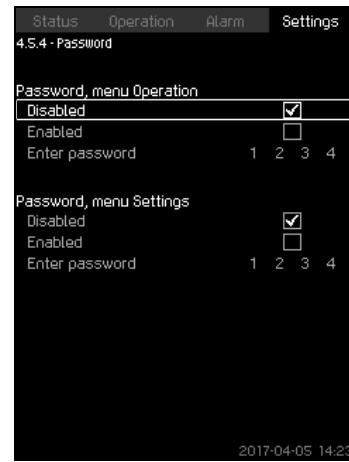 Status Operation Alarm Settings
4.5.4 - Password
Password, menu Operation
Disabled
Enabled
Enter password 1 2 3 4
Password, menu Settings
Disabled
Enabled
Enter password 1 2 3 4
2017-04-05 14:23